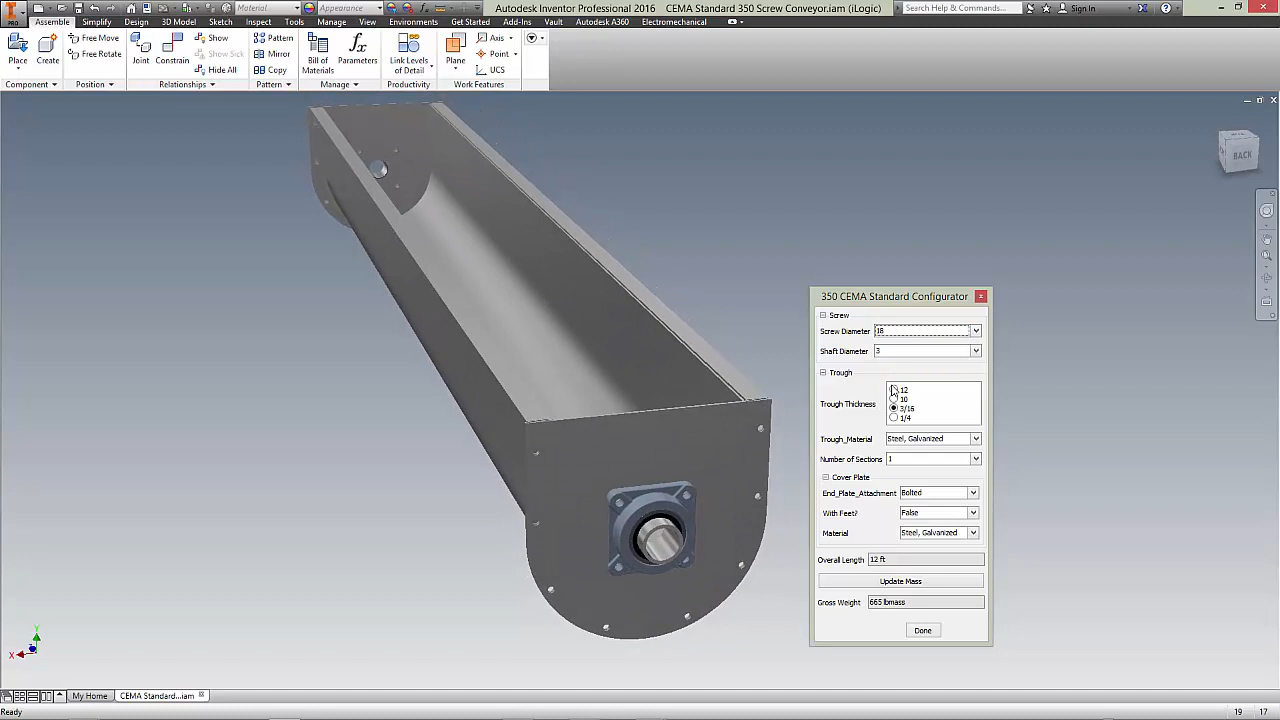 Autodesk Inventor Professional 2016 CEMA Standard 350 Screw Conveyor.iam (iLogic)
Material
Appearance
Search Help & Commands...
Sign In
PRO
Assemble Simplify Design 3D Model Sketch Inspect Tools Manage View Environments Get Started Add-Ins Vault Autodesk A360 Electromechanical
Place
Create
Free Move
Free Rotate
Joint
Constrain
Show
Show Sick
Hide All
Pattern
Mirror
Copy
Bill of Materials
Parameters
Link Levels of Detail
Plane
Axis
Point
UCS
Component Position Relationships Pattern Manage Productivity Work Features
BACK
350 CEMA Standard Configurator
Screw
Screw Diameter 18
Shaft Diameter 3
Trough
Trough Thickness
12
10
3/16
1/4
Trough_Material Steel, Galvanized
Number of Sections 1
Cover Plate
End_Plate_Attachment Bolted
With Feet? False
Material Steel, Galvanized
Overall Length 12 ft
Update Mass
Gross Weight 665 lbmass
Done
Y
X
My Home CEMA Standard...iam
Ready 19 17